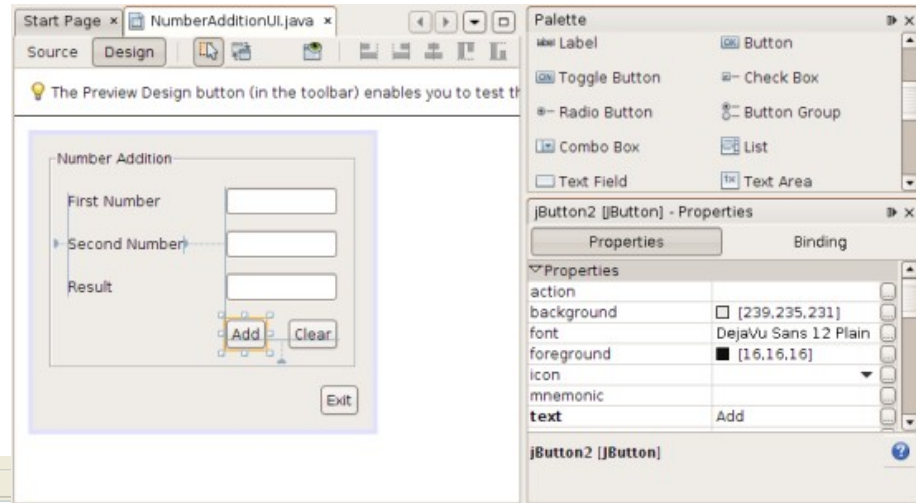 Start Page
NumberAdditionUI.java
Source
Design
The Preview Design button (in the toolbar) enables you to test th
Number Addition
First Number
Second Number
Result
Add
Clear
Exit
Palette
Label
Button
Toggle Button
Check Box
Radio Button
Button Group
Combo Box
List
Text Field
Text Area
jButton2 [JButton] - Properties
Properties
Binding
Properties
action
background
[239,235,231]
font
DejaVu Sans 12 Plain
foreground
[16,16,16]
icon
mnemonic
text
Add
jButton2 [JButton]